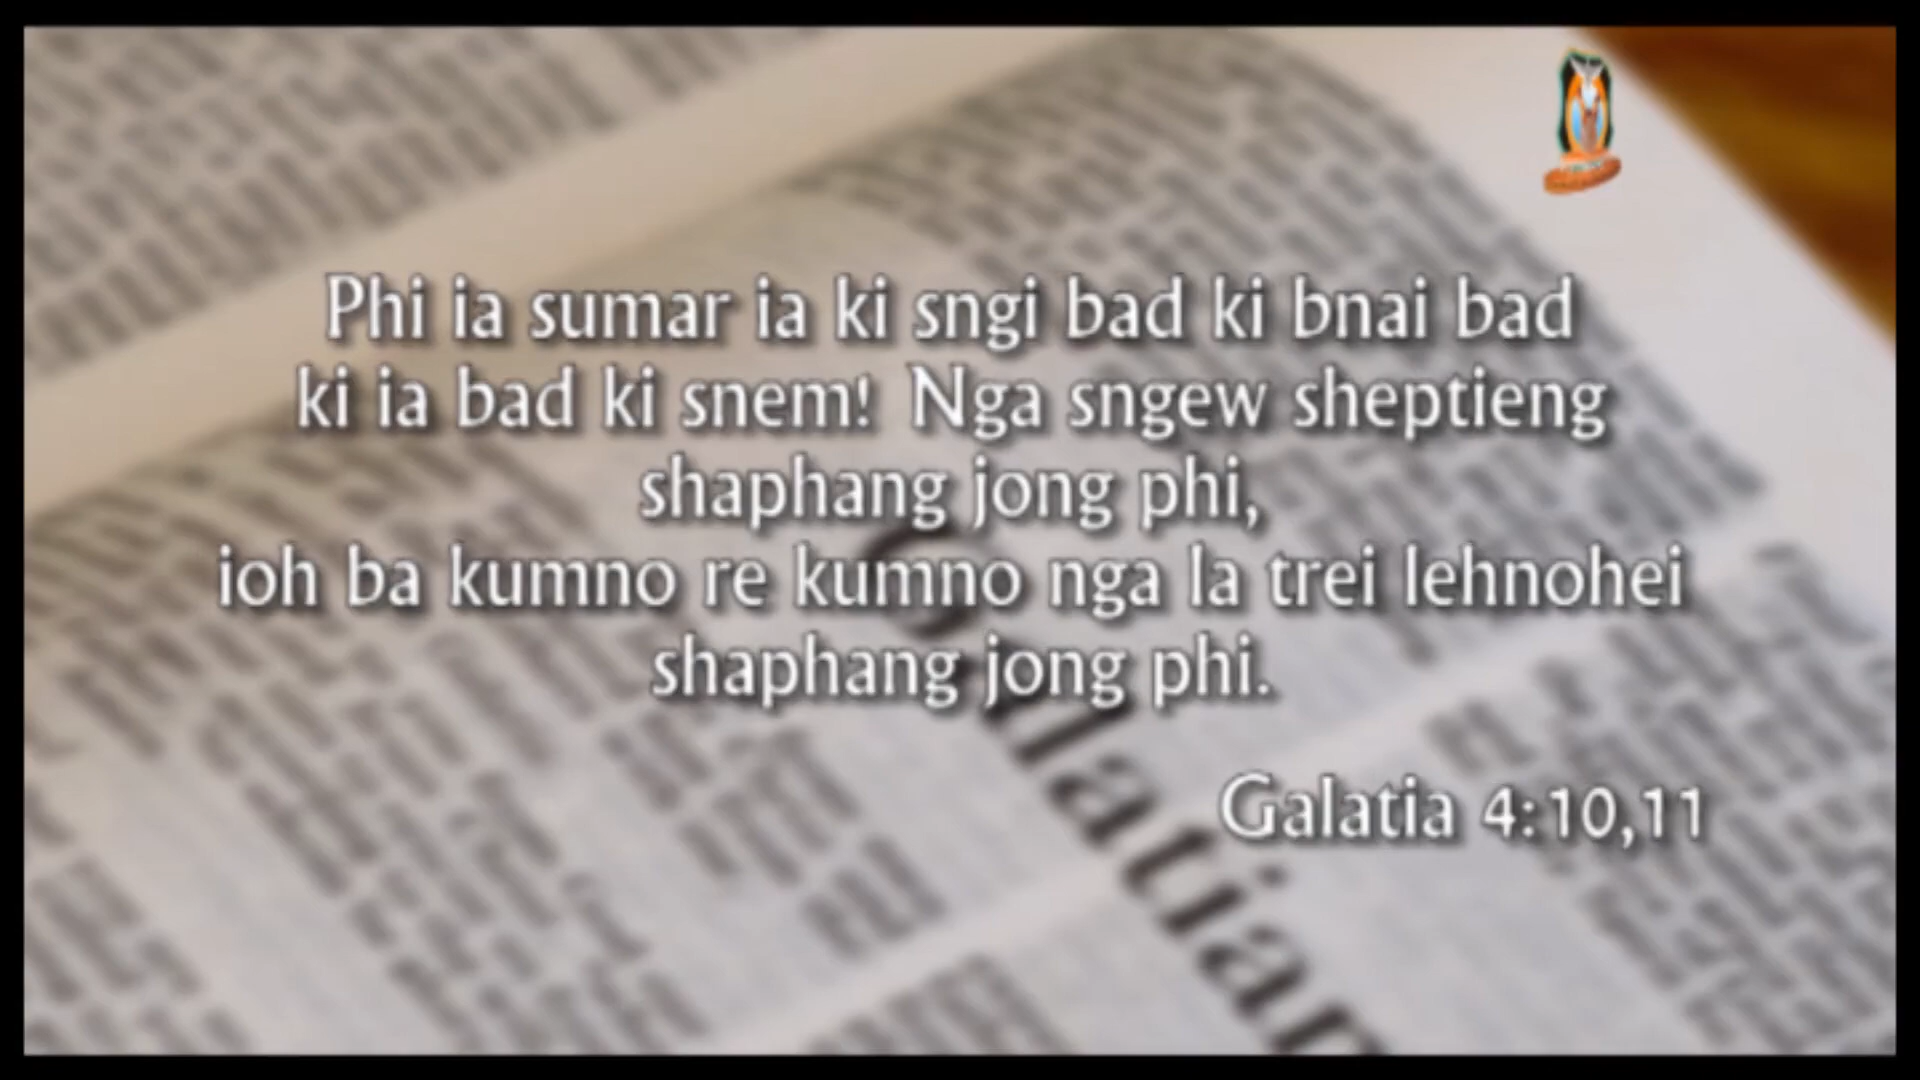 Phi ia sumar ia ki sngi bad ki bnai bad
ki ia bad ki snem! Nga sngew sheptieng
shaphang jong phi,
ioh ba kumno re kumno nga la trei lehnohei
shaphang jong phi.
Galatia 4:10,11